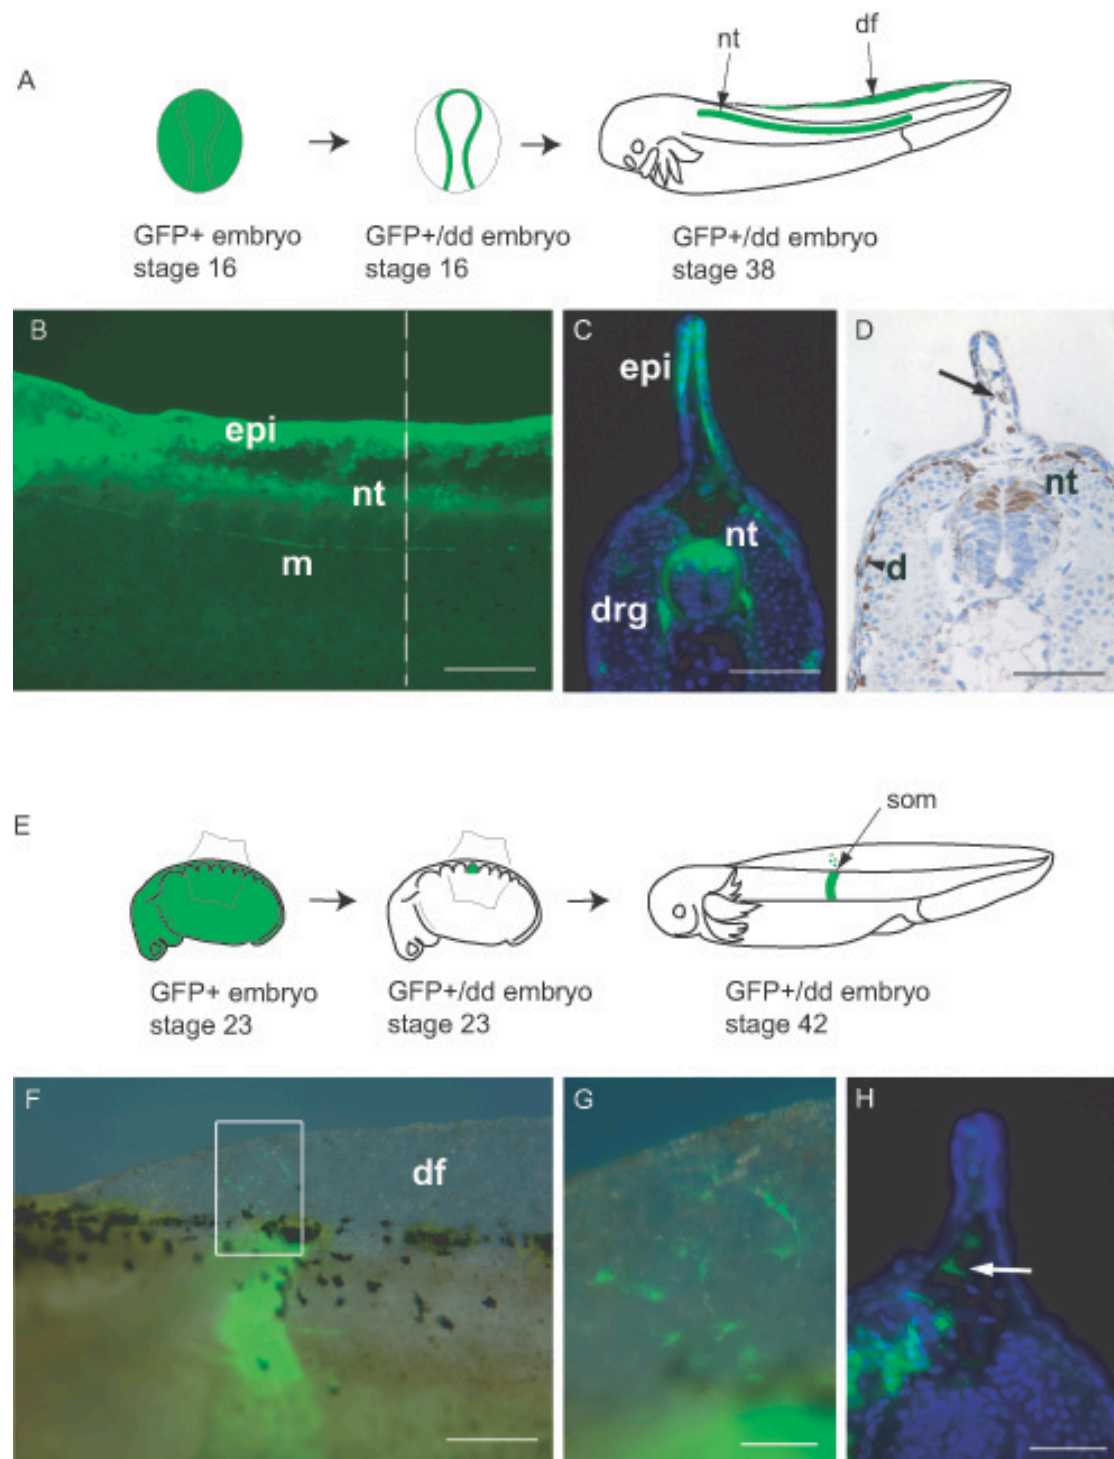 A
nt
df
GFP+ embryo
stage 16
GFP+/dd embryo
stage 16
GFP+/dd embryo
stage 38
B
epi
nt
m
C
epi
nt
drg
D
nt
d
E
som
GFP+ embryo
stage 23
GFP+/dd embryo
stage 23
GFP+/dd embryo
stage 42
F
df
G
H